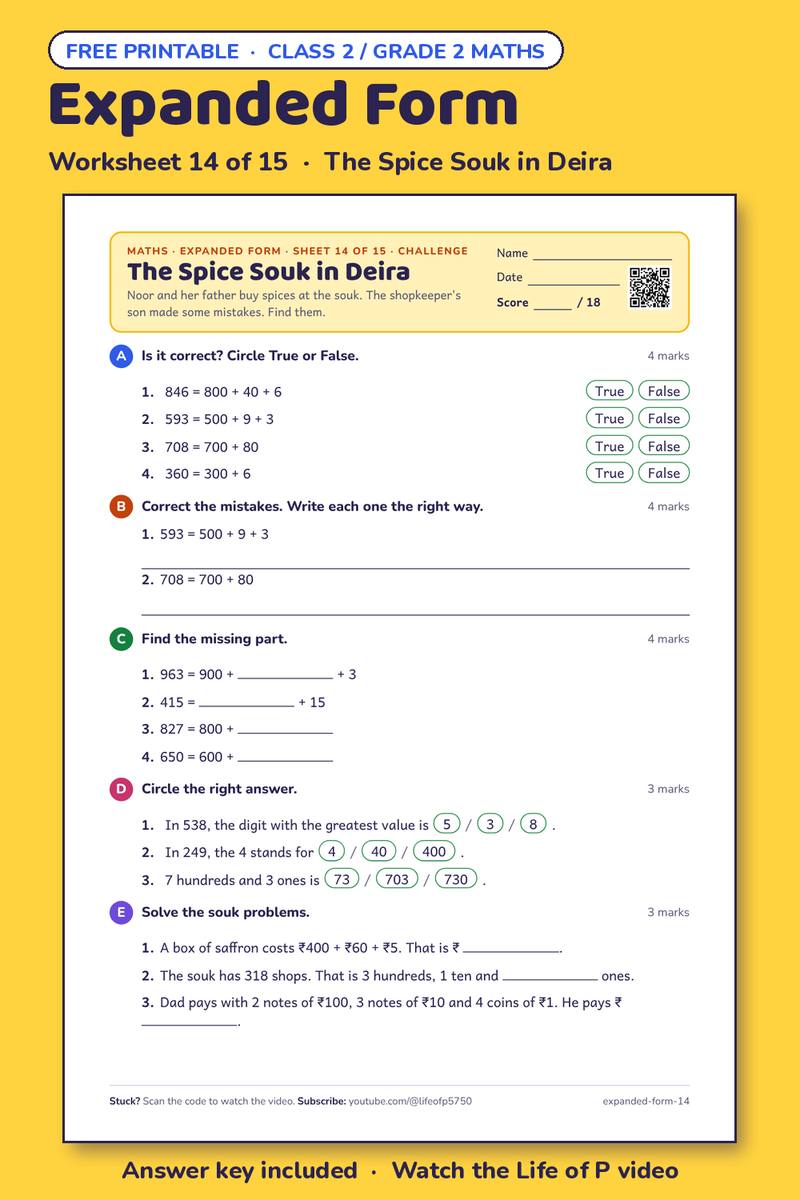 FREE PRINTABLE · CLASS 2 / GRADE 2 MATHS
Expanded Form
Worksheet 14 of 15 · The Spice Souk in Deira
MATHS · EXPANDED FORM · SHEET 14 OF 15 · CHALLENGE
The Spice Souk in Deira
Noor and her father buy spices at the souk. The shopkeeper's
son made some mistakes. Find them.
Name
Date
Score ______ / 18
A Is it correct? Circle True or False. 4 marks
1. 846 = 800 + 40 + 6 True False
2. 593 = 500 + 9 + 3 True False
3. 708 = 700 + 80 True False
4. 360 = 300 + 6 True False
B Correct the mistakes. Write each one the right way. 4 marks
1. 593 = 500 + 9 + 3
2. 708 = 700 + 80
C Find the missing part. 4 marks
1. 963 = 900 + ____________ + 3
2. 415 = ____________ + 15
3. 827 = 800 + ____________
4. 650 = 600 + ____________
D Circle the right answer. 3 marks
1. In 538, the digit with the greatest value is 5 / 3 / 8 .
2. In 249, the 4 stands for 4 / 40 / 400 .
3. 7 hundreds and 3 ones is 73 / 703 / 730 .
E Solve the souk problems. 3 marks
1. A box of saffron costs ₹400 + ₹60 + ₹5. That is ₹ ____________.
2. The souk has 318 shops. That is 3 hundreds, 1 ten and ____________ ones.
3. Dad pays with 2 notes of ₹100, 3 notes of ₹10 and 4 coins of ₹1. He pays ₹
____________.
Stuck? Scan the code to watch the video. Subscribe: youtube.com/@lifeofp5750 expanded-form-14
Answer key included · Watch the Life of P video